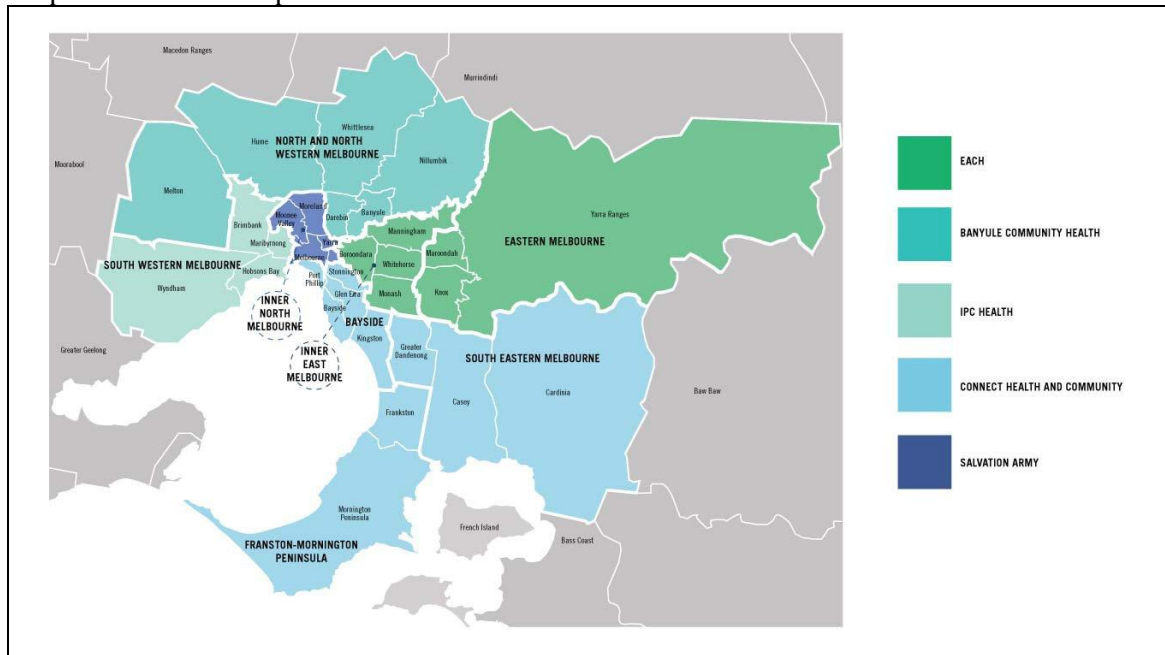 Macedon Ranges
Murrindindi
Moorabool
Hume
Whittlesea
NORTH AND NORTH
WESTERN MELBOURNE
Nillumbik
Melton
Moreland
Moonee
Valley
Darebin
Banyule
Brimbank
Maribyrnong
Yarra
Melbourne
Manningham
Boroondara
Whitehorse
Maroondah
Yarra Ranges
EASTERN MELBOURNE
SOUTH WESTERN MELBOURNE
Hobsons Bay
Wyndham
Port
Phillip
Stonnington
Glen Eira
Monash
Knox
INNER
NORTH
MELBOURNE
Bayside
BAYSIDE
Kingston
Greater
Dandenong
SOUTH EASTERN MELBOURNE
INNER
EAST
MELBOURNE
Greater Geelong
Cardinia
Casey
Baw Baw
Frankston
Mornington
Peninsula
French Island
Bass Coast
FRANSTON-MORNINGTON
PENINSULA
EACH
BANYULE COMMUNITY HEALTH
IPC HEALTH
CONNECT HEALTH AND COMMUNITY
SALVATION ARMY